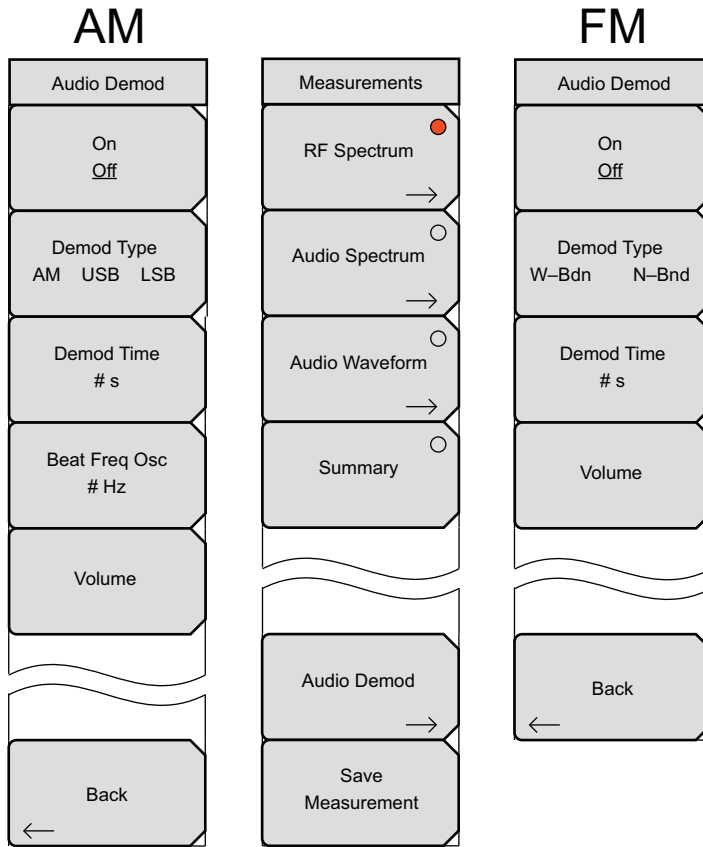 AM
Audio Demod
On
Off
Demod Type
AM USB LSB
Demod Time
# s
Beat Freq Osc
# Hz
Volume
Back
Measurements
RF Spectrum
Audio Spectrum
Audio Waveform
Summary
Audio Demod
Save
Measurement
FM
Audio Demod
On
Off
Demod Type
W–Bdn N–Bnd
Demod Time
# s
Volume
Back